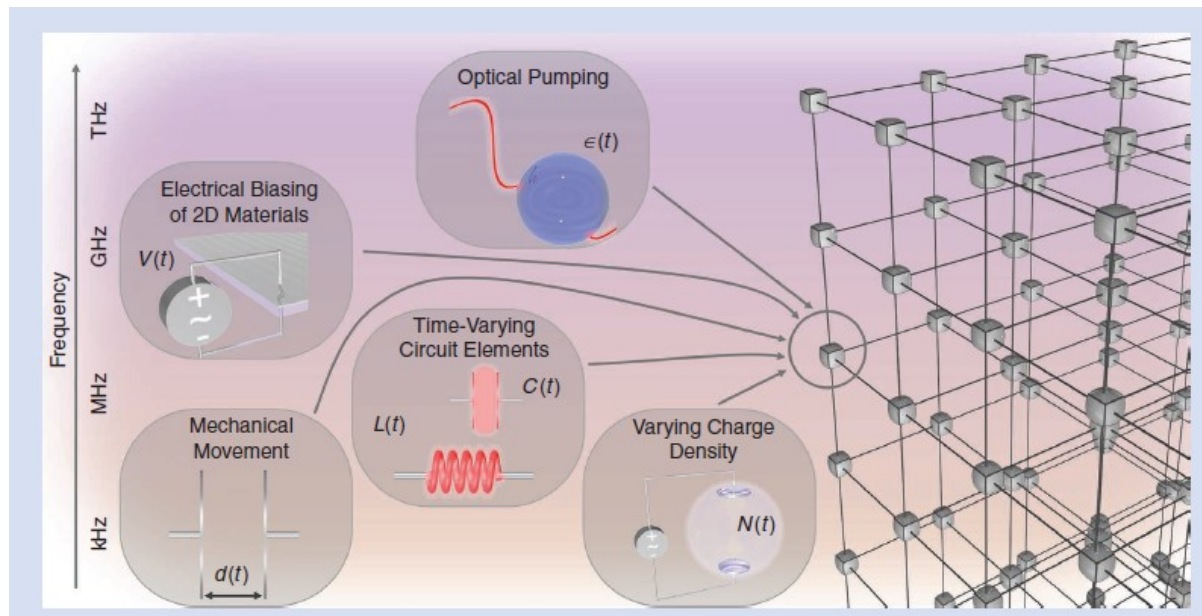 Frequency
THz
GHz
MHz
kHz
Optical Pumping
∈(t)
Electrical Biasing
of 2D Materials
V(t)
+
~
-
Time-Varying
Circuit Elements
C(t)
L(t)
Mechanical
Movement
d(t)
Varying Charge
Density
N(t)
+
~